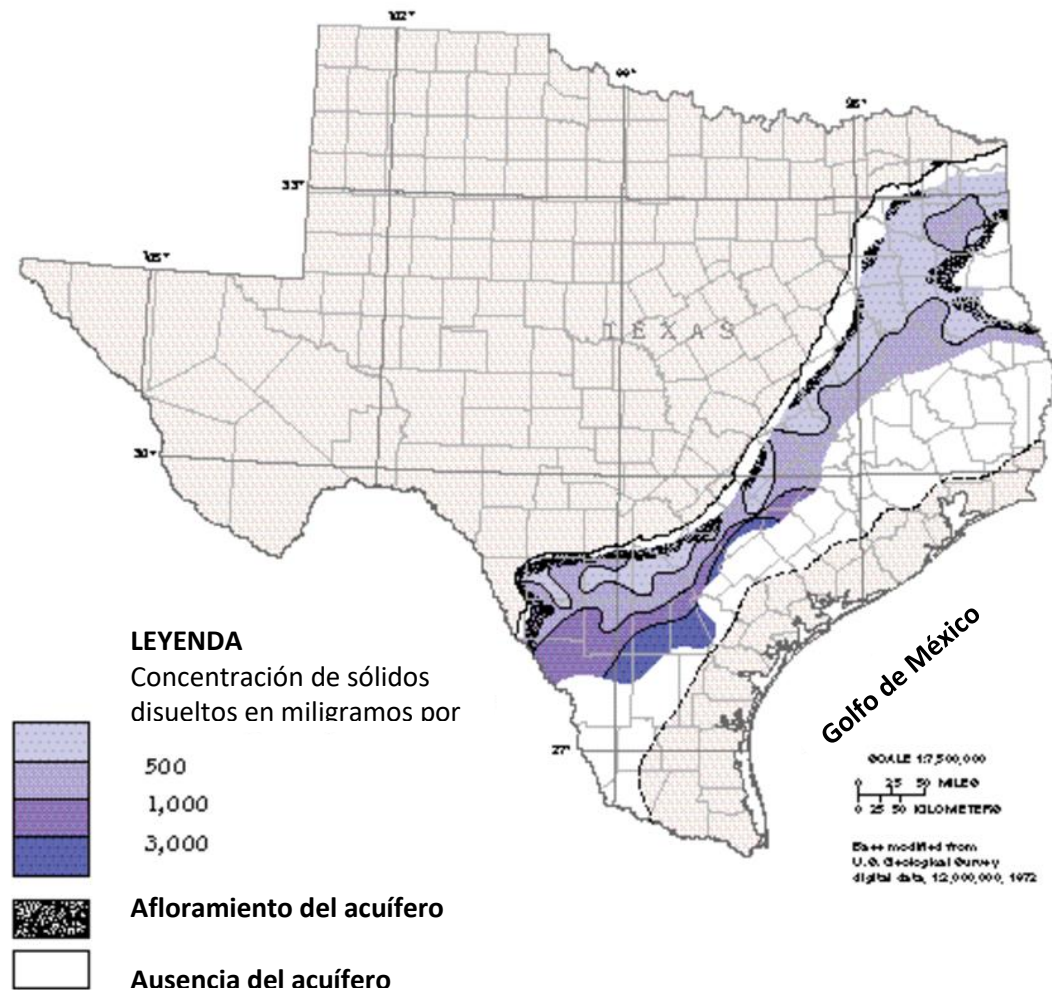 102°
99°
96°
33°
105°
TEXAS
30°
LEYENDA
Concentración de sólidos
disueltos en miligramos por
Golfo de México
27°
500
1,000
3,000
SCALE 1:7,500,000
0 25 50 MILES
0 25 50 KILOMETERS
Base modified from
U.S. Geological Survey
digital data, 1:2,000,000, 1972
Afloramiento del acuífero
Ausencia del acuífero